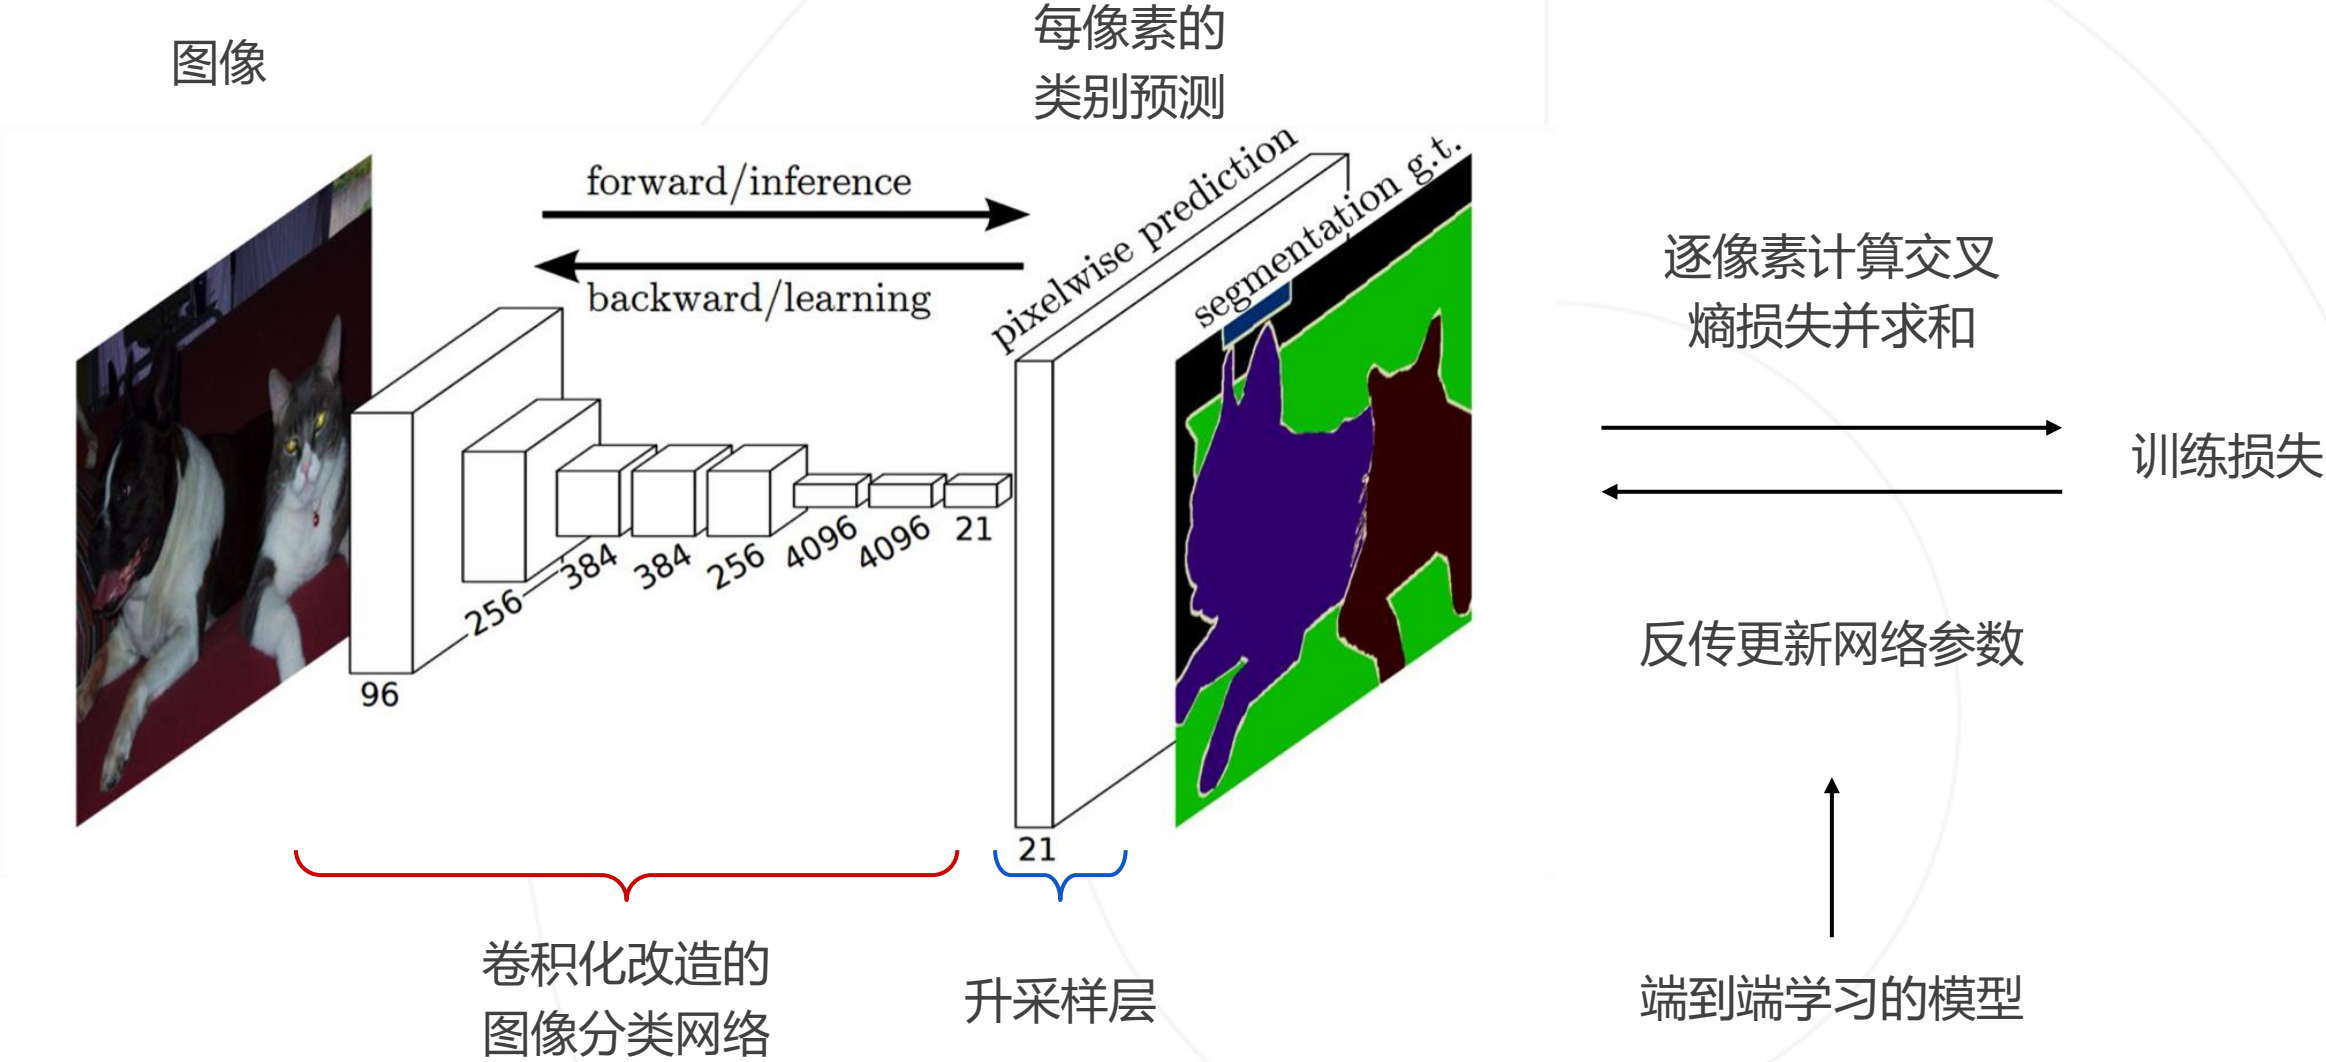 图像
每像素的
类别预测
forward/inference
backward/learning
pixelwise prediction
segmentation g.t.
96
256
384
384
256
4096
4096
21
21
逐像素计算交叉
熵损失并求和
训练损失
反传更新网络参数
卷积化改造的
图像分类网络
升采样层
端到端学习的模型